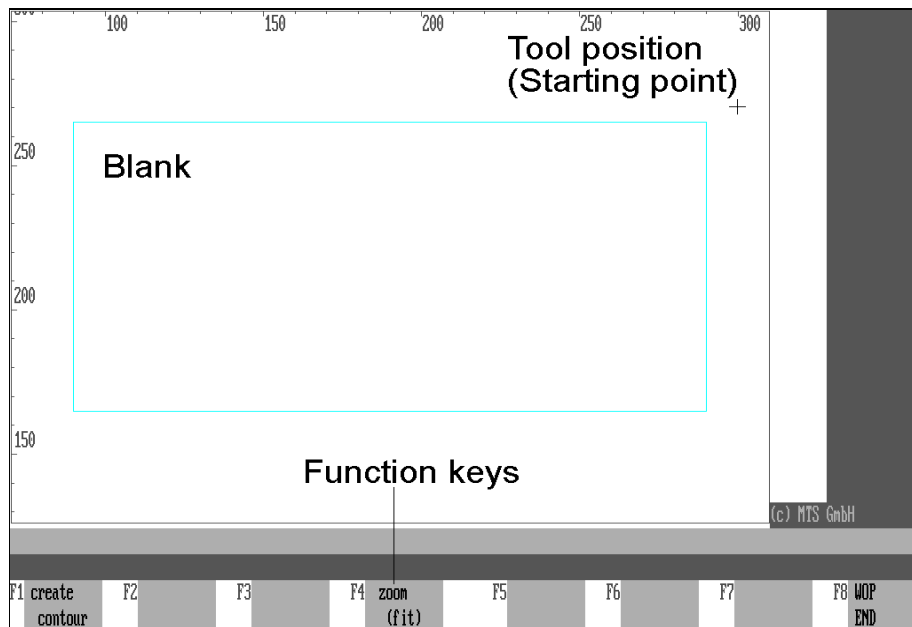 300 100 150 200 250 300
Tool position
(Starting point)
250
Blank
200
150
Function keys
(c) MTS GmbH
F1 create F2 F3 F4 zoom F5 F6 F7 F8 WOP
contour (fit) END